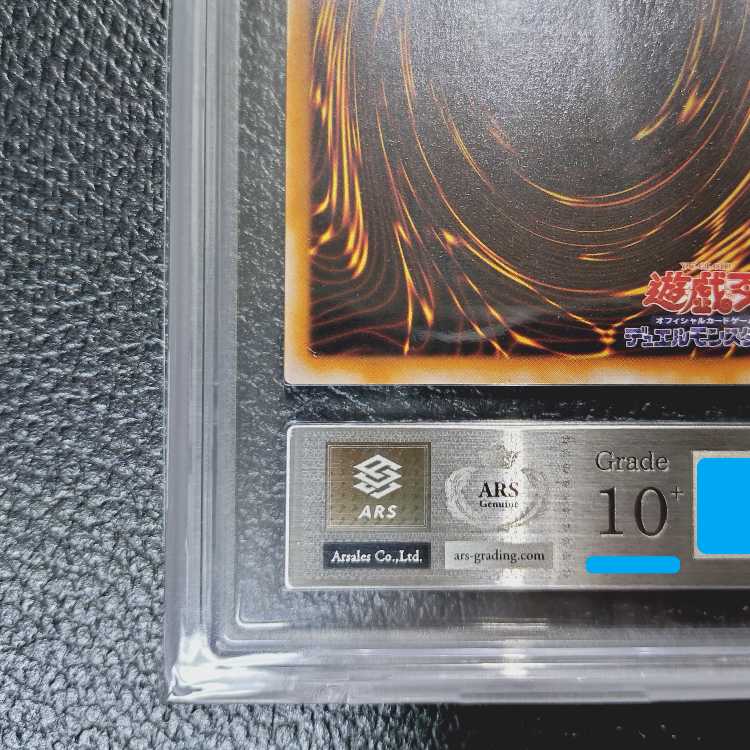 遊戯
オフィシャルカードゲー
デュエルモンスタ
ARS
Arsales Co.,Ltd.
ARS
Genuine
ars-grading.com
Grade
10+